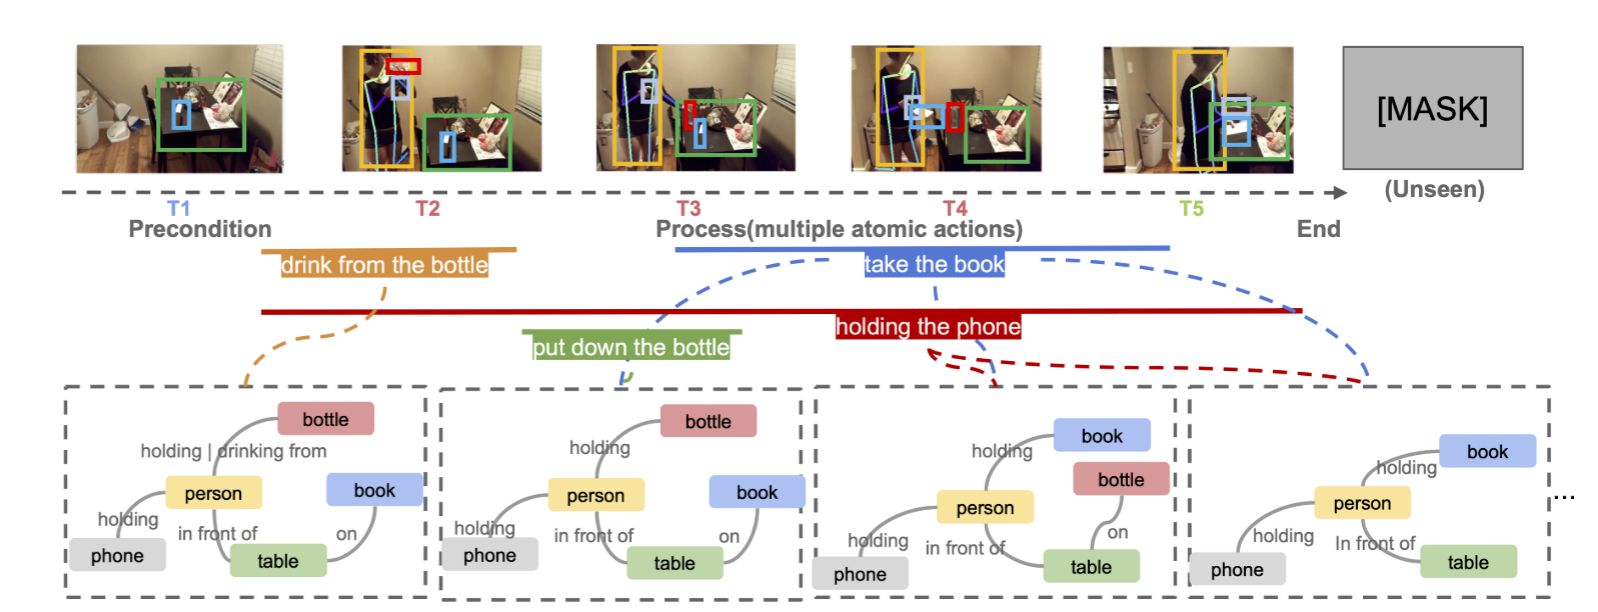 [MASK]
(Unseen)
T1
T2
T3
T4
T5
Precondition
Process(multiple atomic actions)
End
drink from the bottle
take the book
holding the phone
put down the bottle
bottle
holding | drinking from
person
book
holding
in front of
on
phone
table
bottle
holding
person
book
holding
in front of
on
phone
table
book
holding
bottle
person
holding
in front of
on
phone
table
book
holding
person
holding
In front of
phone
table
...